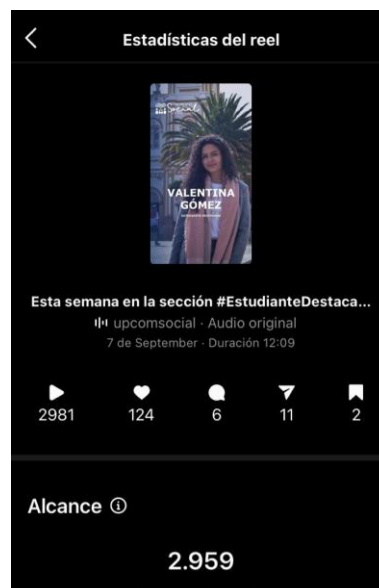 Estadísticas del reel
Social
VALENTINA
GÓMEZ
Esta semana en la sección #EstudianteDestaca...
upcomsocial · Audio original
7 de September · Duración 12:09
2981 124 6 11 2
Alcance
2.959